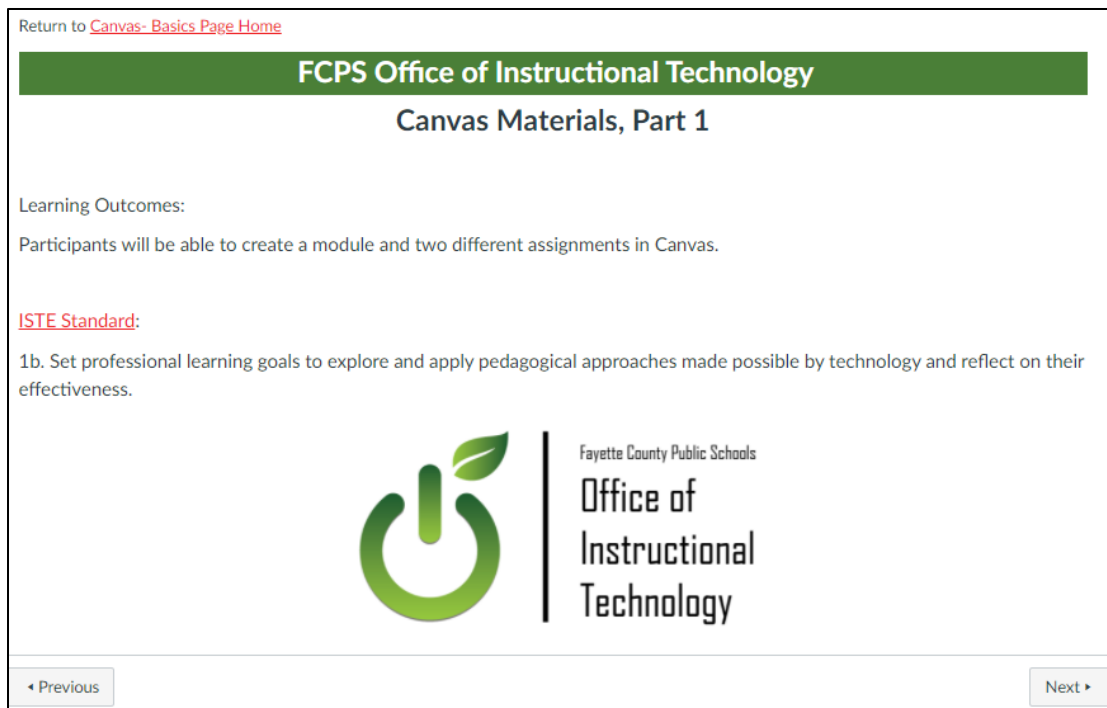 Return to Canvas- Basics Page Home
FCPS Office of Instructional Technology
Canvas Materials, Part 1
Learning Outcomes:
Participants will be able to create a module and two different assignments in Canvas.
ISTE Standard:
1b. Set professional learning goals to explore and apply pedagogical approaches made possible by technology and reflect on their
effectiveness.
Fayette County Public Schools
Office of
Instructional
Technology
Previous
Next